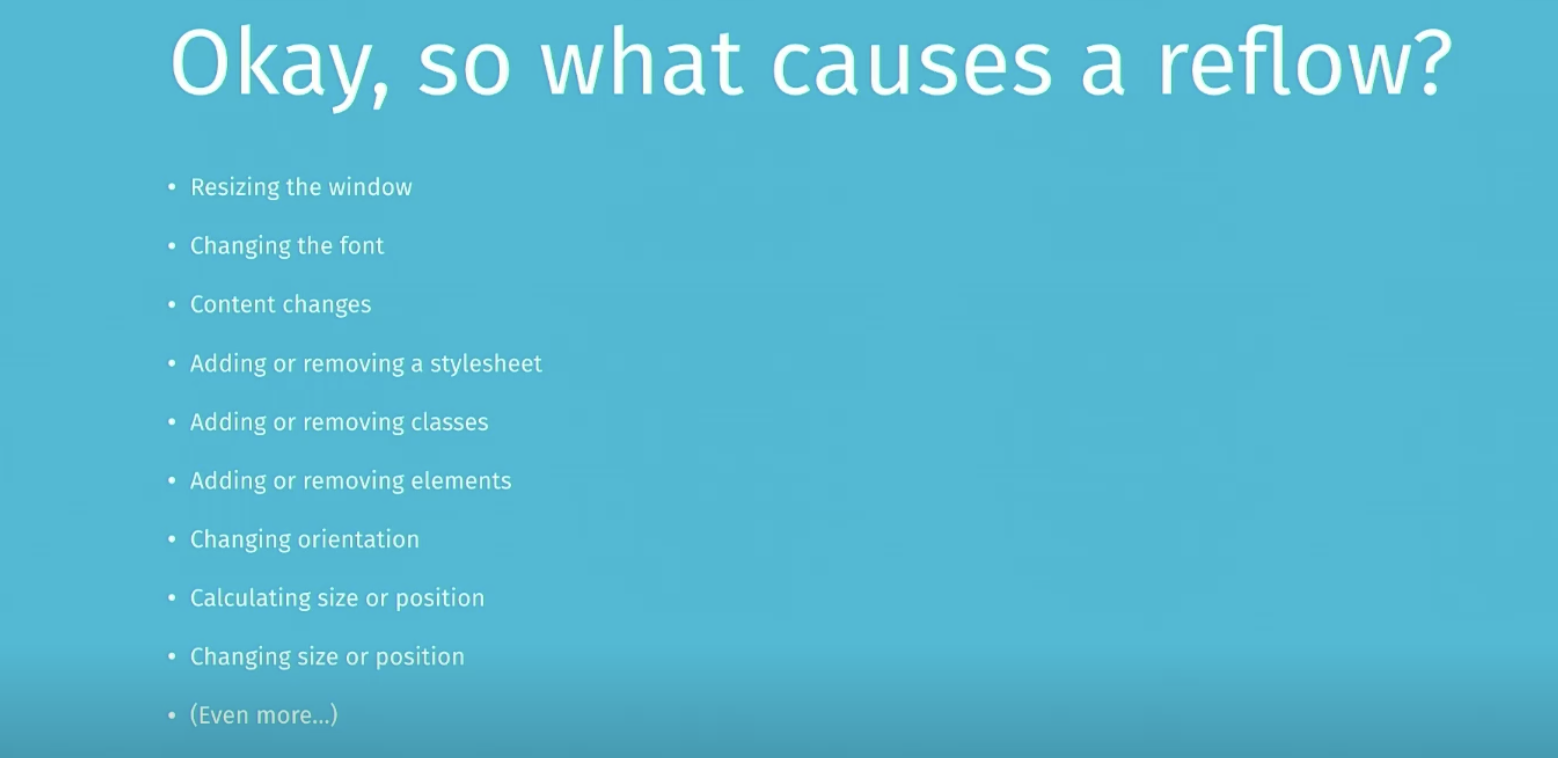 Okay, so what causes a reflow?
• Resizing the window
• Changing the font
• Content changes
• Adding or removing a stylesheet
• Adding or removing classes
• Adding or removing elements
• Changing orientation
• Calculating size or position
• Changing size or position
• (Even more...)